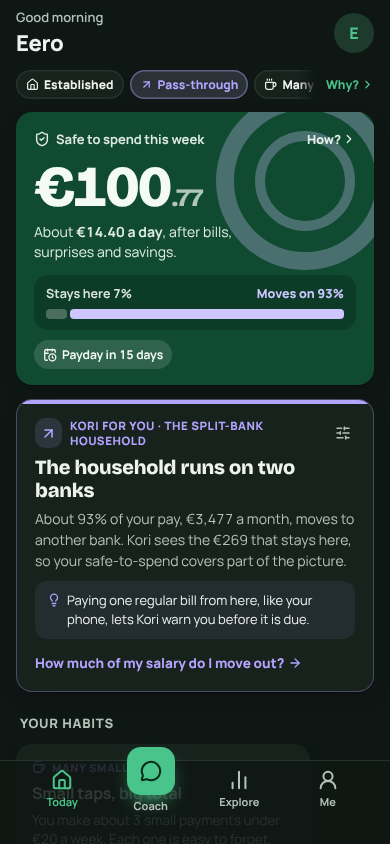 Good morning
Eero
E
Established
Pass-through
Many
Why?
Safe to spend this week
How?
€100.77
About €14.40 a day, after bills,
surprises and savings.
Stays here 7%
Moves on 93%
Payday in 15 days
KORI FOR YOU · THE SPLIT-BANK
HOUSEHOLD
The household runs on two
banks
About 93% of your pay, €3,477 a month, moves to
another bank. Kori sees the €269 that stays here,
so your safe-to-spend covers part of the picture.
Paying one regular bill from here, like your
phone, lets Kori warn you before it is due.
How much of my salary do I move out?
YOUR HABITS
MANY SMALL
Small taps, big total
Today
Coach
Explore
Me
You make about 3 small payments under
€20 a week. Each one is easy to forget,